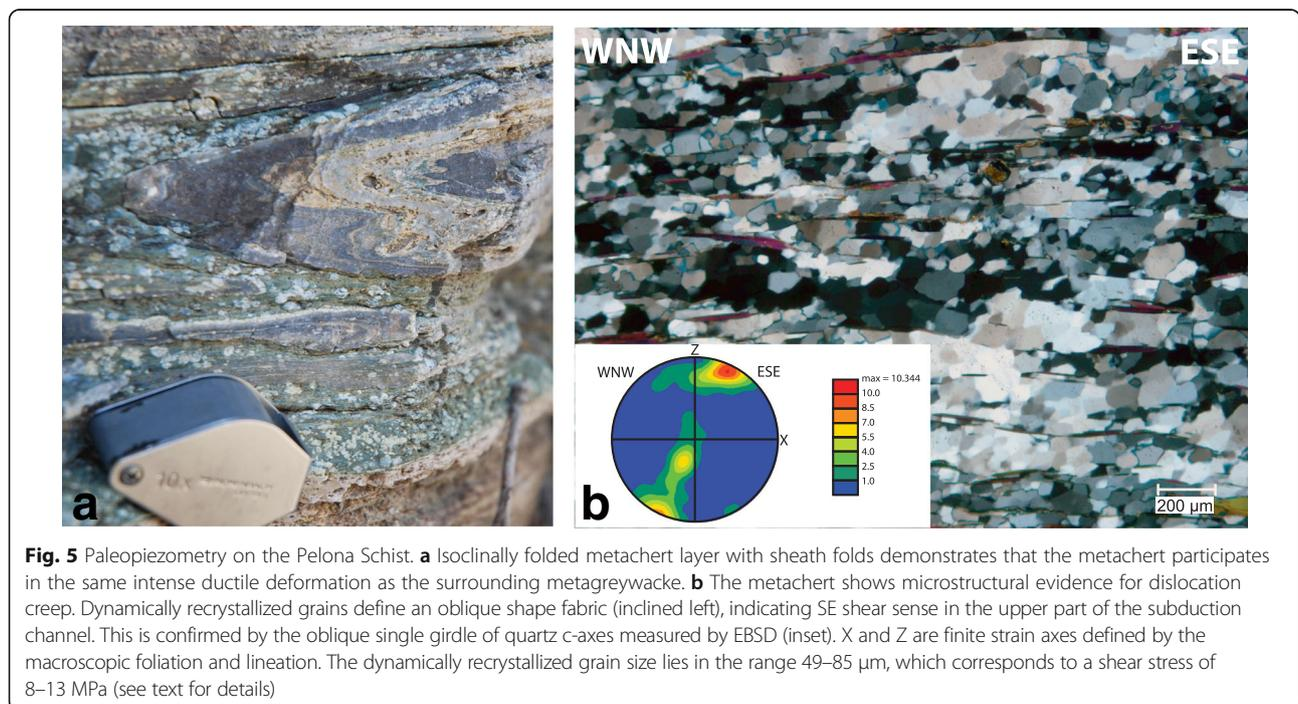 10x
a
WNW
ESE
Z
WNW
ESE
X
max = 10.344
10.0
8.5
7.0
5.5
4.0
2.5
1.0
b
200 µm
Fig. 5 Paleopiezometry on the Pelona Schist. a Isoclinally folded metachert layer with sheath folds demonstrates that the metachert participates
in the same intense ductile deformation as the surrounding metagreywacke. b The metachert shows microstructural evidence for dislocation
creep. Dynamically recrystallized grains define an oblique shape fabric (inclined left), indicating SE shear sense in the upper part of the subduction
channel. This is confirmed by the oblique single girdle of quartz c-axes measured by EBSD (inset). X and Z are finite strain axes defined by the
macroscopic foliation and lineation. The dynamically recrystallized grain size lies in the range 49–85 µm, which corresponds to a shear stress of
8–13 MPa (see text for details)